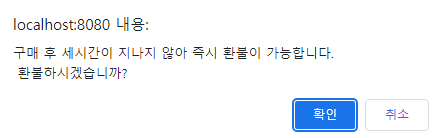 localhost:8080 내용:
구매 후 세시간이 지나지 않아 즉시 환불이 가능합니다.
환불하시겠습니까?
확인
취소